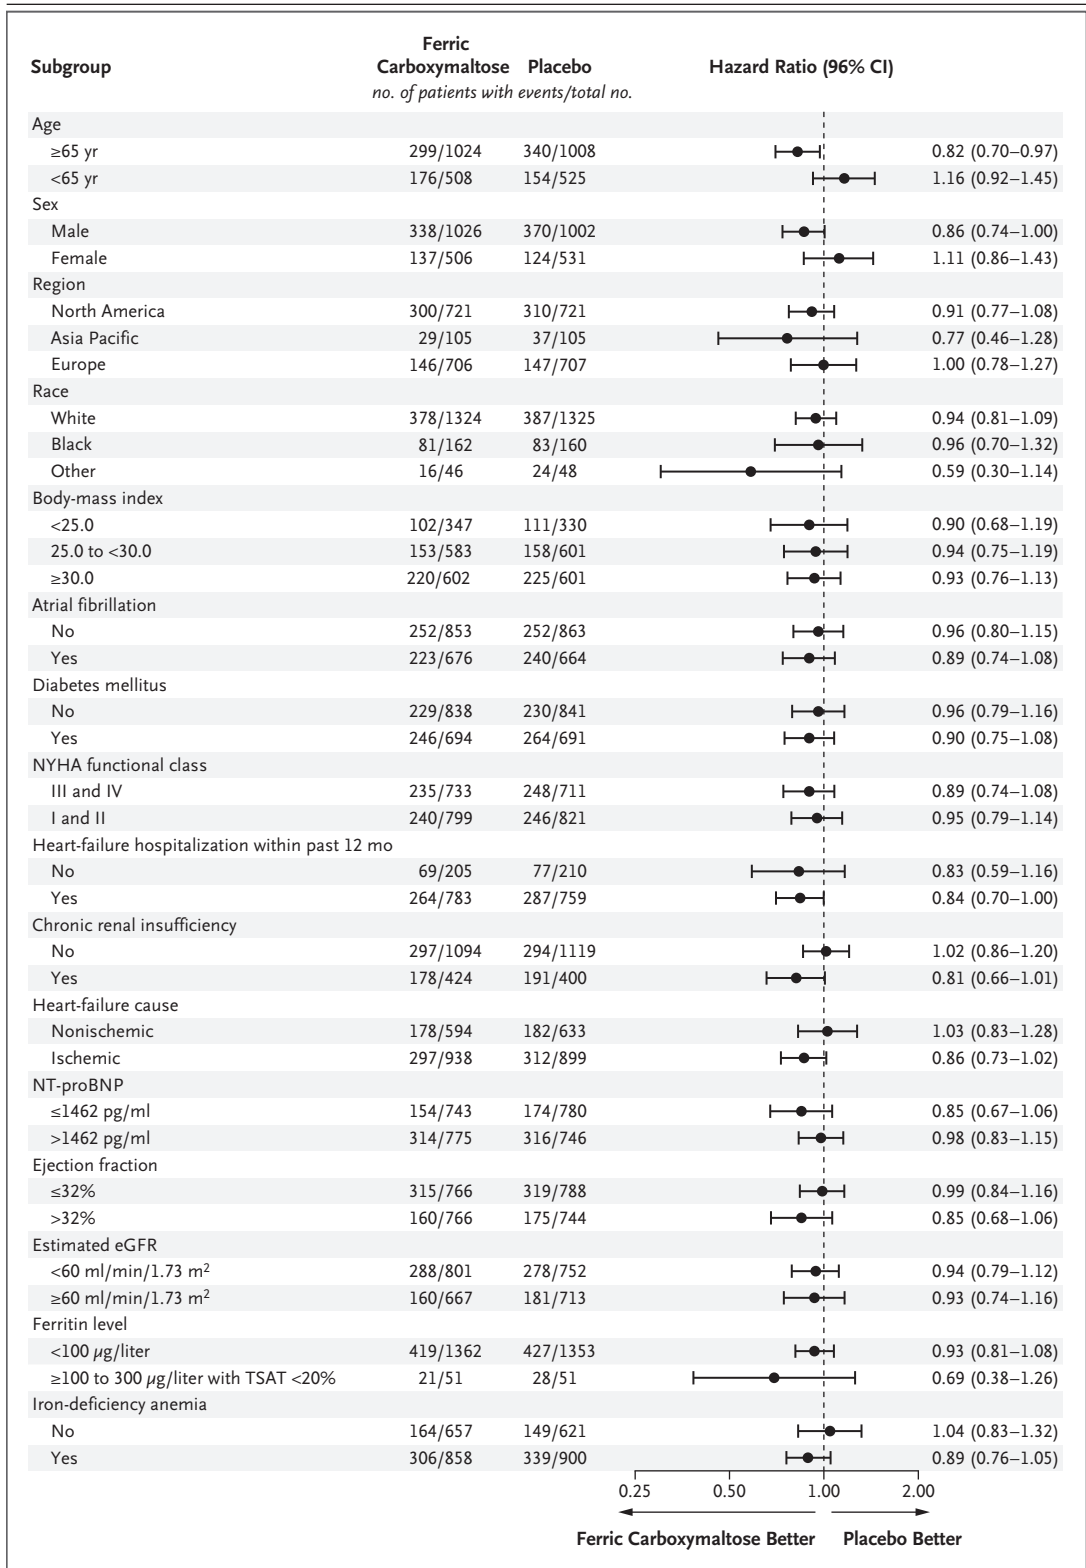 Ferric
Subgroup Carboxymaltose Placebo Hazard Ratio (96% CI)
no. of patients with events/total no.
Age
≥65 yr 299/1024 340/1008 0.82 (0.70–0.97)
<65 yr 176/508 154/525 1.16 (0.92–1.45)
Sex
Male 338/1026 370/1002 0.86 (0.74–1.00)
Female 137/506 124/531 1.11 (0.86–1.43)
Region
North America 300/721 310/721 0.91 (0.77–1.08)
Asia Pacific 29/105 37/105 0.77 (0.46–1.28)
Europe 146/706 147/707 1.00 (0.78–1.27)
Race
White 378/1324 387/1325 0.94 (0.81–1.09)
Black 81/162 83/160 0.96 (0.70–1.32)
Other 16/46 24/48 0.59 (0.30–1.14)
Body-mass index
<25.0 102/347 111/330 0.90 (0.68–1.19)
25.0 to <30.0 153/583 158/601 0.94 (0.75–1.19)
≥30.0 220/602 225/601 0.93 (0.76–1.13)
Atrial fibrillation
No 252/853 252/863 0.96 (0.80–1.15)
Yes 223/676 240/664 0.89 (0.74–1.08)
Diabetes mellitus
No 229/838 230/841 0.96 (0.79–1.16)
Yes 246/694 264/691 0.90 (0.75–1.08)
NYHA functional class
III and IV 235/733 248/711 0.89 (0.74–1.08)
I and II 240/799 246/821 0.95 (0.79–1.14)
Heart-failure hospitalization within past 12 mo
No 69/205 77/210 0.83 (0.59–1.16)
Yes 264/783 287/759 0.84 (0.70–1.00)
Chronic renal insufficiency
No 297/1094 294/1119 1.02 (0.86–1.20)
Yes 178/424 191/400 0.81 (0.66–1.01)
Heart-failure cause
Nonischemic 178/594 182/633 1.03 (0.83–1.28)
Ischemic 297/938 312/899 0.86 (0.73–1.02)
NT-proBNP
≤1462 pg/ml 154/743 174/780 0.85 (0.67–1.06)
>1462 pg/ml 314/775 316/746 0.98 (0.83–1.15)
Ejection fraction
≤32% 315/766 319/788 0.99 (0.84–1.16)
>32% 160/766 175/744 0.85 (0.68–1.06)
Estimated eGFR
<60 ml/min/1.73 m² 288/801 278/752 0.94 (0.79–1.12)
≥60 ml/min/1.73 m² 160/667 181/713 0.93 (0.74–1.16)
Ferritin level
<100 µg/liter 419/1362 427/1353 0.93 (0.81–1.08)
≥100 to 300 µg/liter with TSAT <20% 21/51 28/51 0.69 (0.38–1.26)
Iron-deficiency anemia
No 164/657 149/621 1.04 (0.83–1.32)
Yes 306/858 339/900 0.89 (0.76–1.05)
0.25 0.50 1.00 2.00
Ferric Carboxymaltose Better Placebo Better